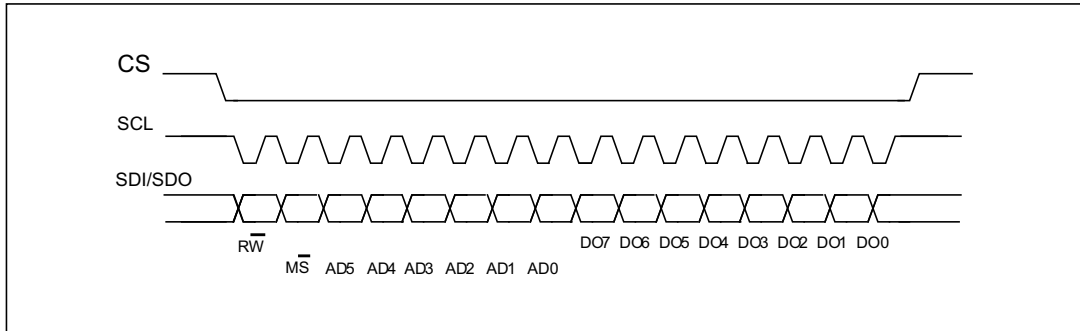 CS
SCL
SDI/SDO
RW̅ DO7 DO6 DO5 DO4 DO3 DO2 DO1 DO0
MS̅ AD5 AD4 AD3 AD2 AD1 AD0